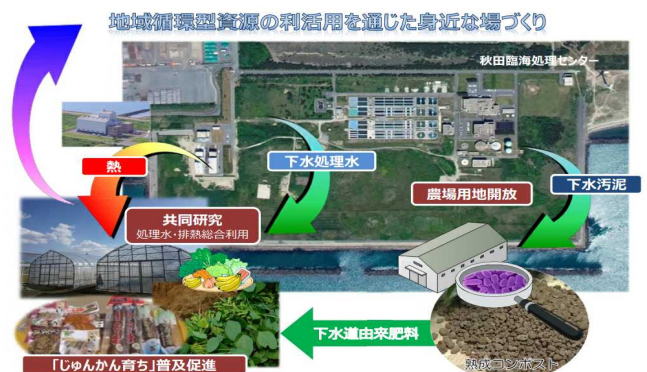 地域循環型資源の利活用を通じた身近な場づくり
秋田臨海処理センター
熱
下水処理水
農場用地開放
下水汚泥
共同研究
処理水・排熱総合利用
下水道由来肥料
熟成コンポスト
「じゅんかん育ち」普及促進